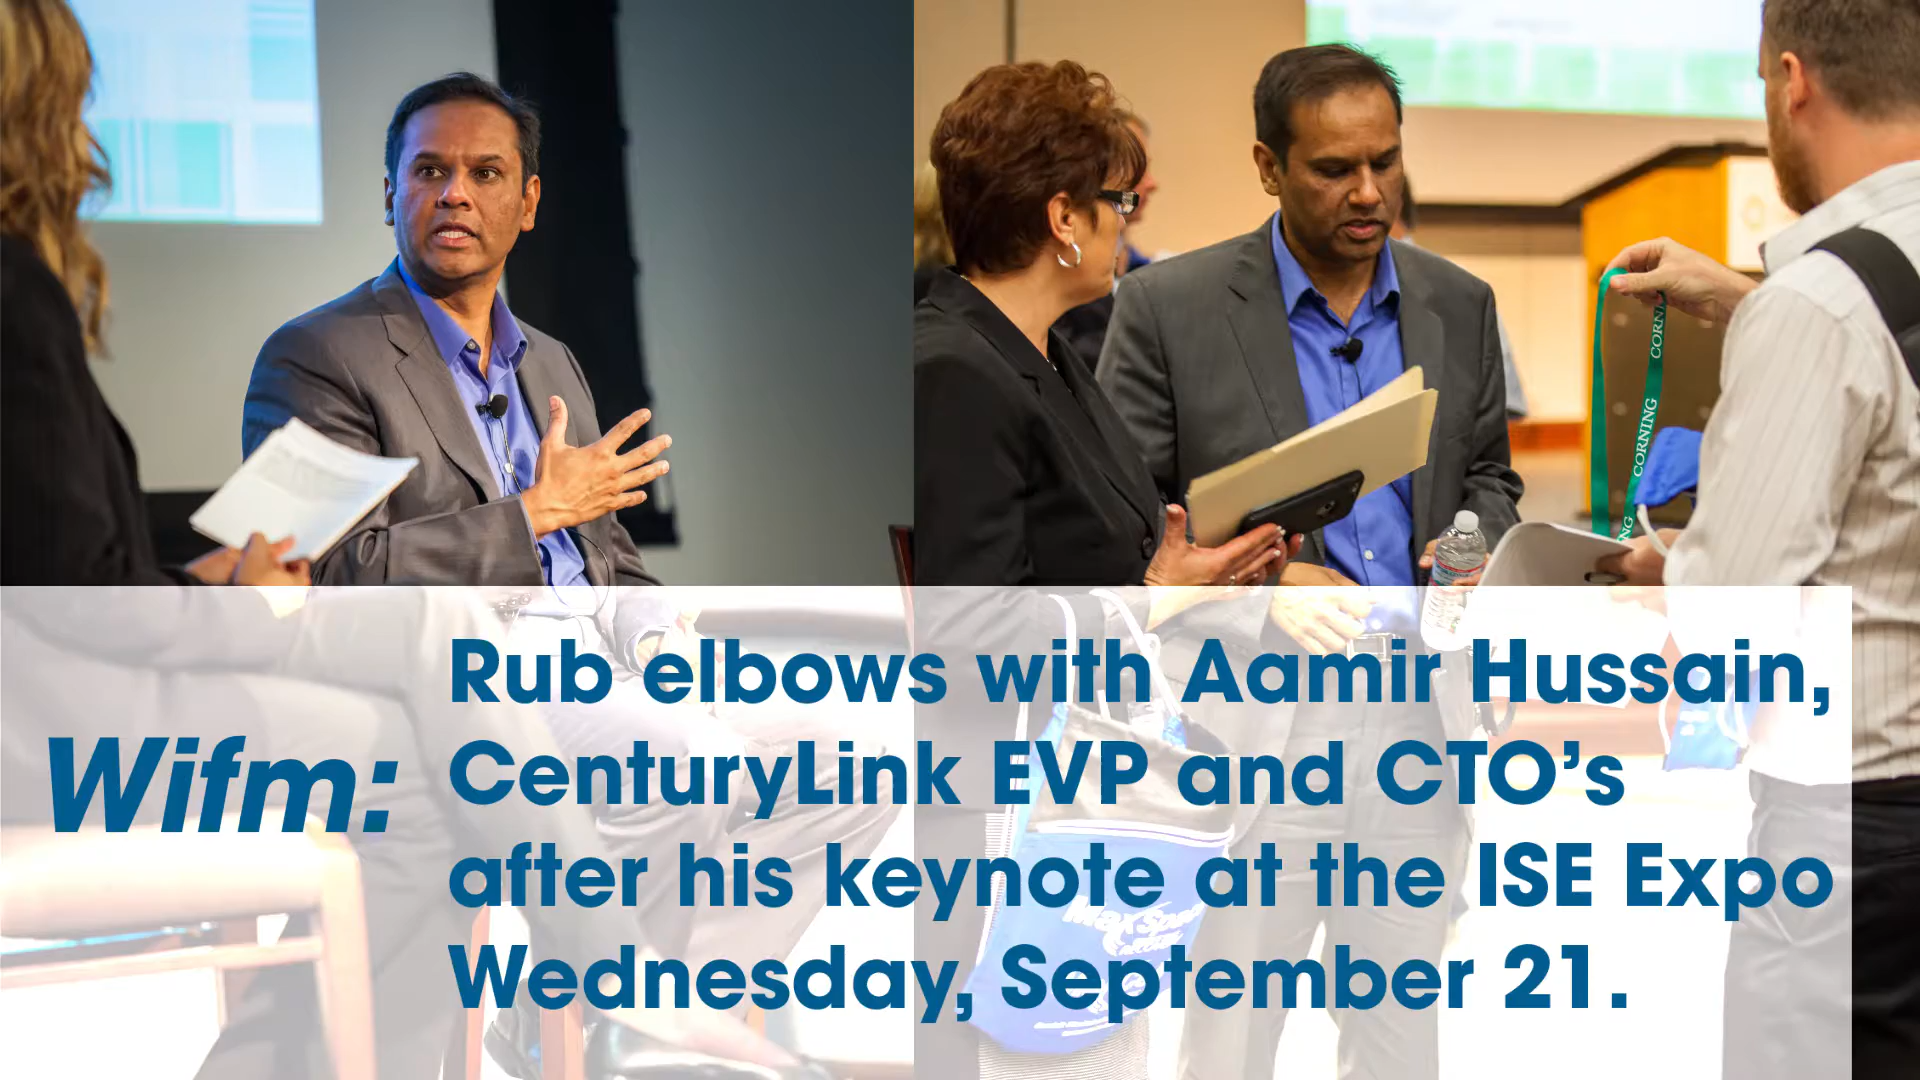 Wifm:
Rub elbows with Aamir Hussain,
CenturyLink EVP and CTO’s
after his keynote at the ISE Expo
Wednesday, September 21.
CORNING
CORNING